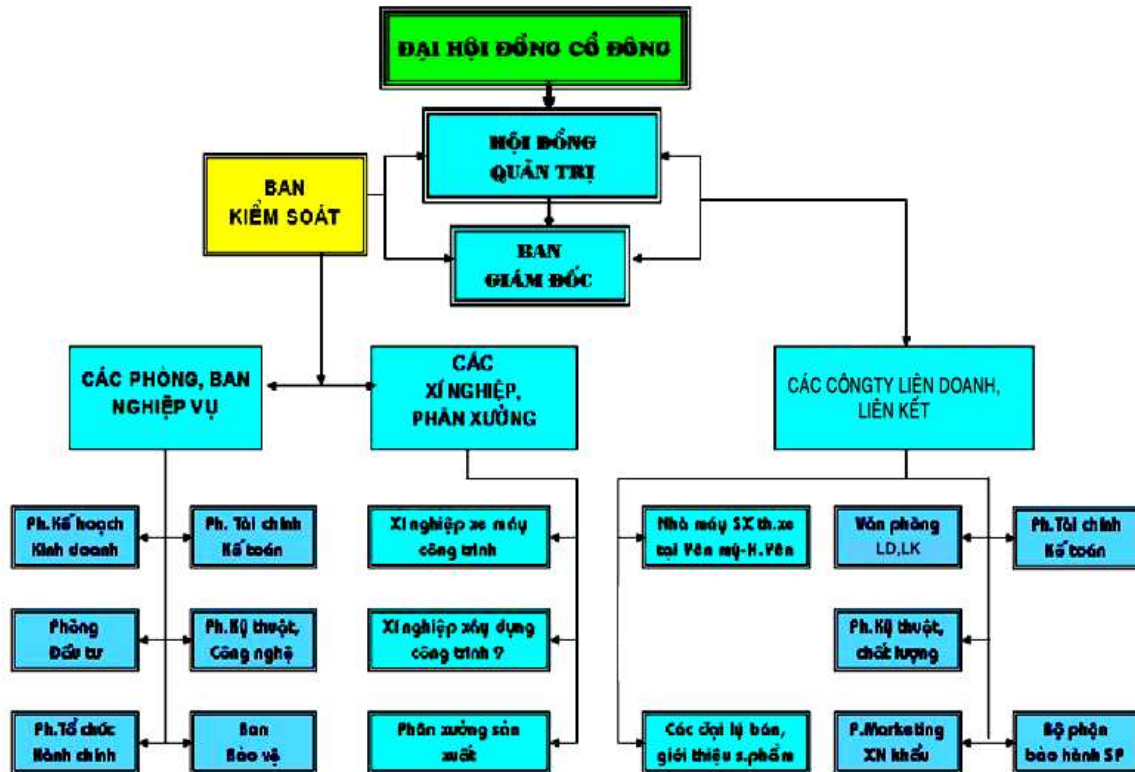 ĐẠI HỘI ĐỒNG CỔ ĐÔNG
HỘI ĐỒNG
QUẢN TRỊ
BAN
KIỂM SOÁT
BAN
GIÁM ĐỐC
CÁC PHÒNG, BAN
NGHIỆP VỤ
CÁC
XÍ NGHIỆP,
PHÂN XƯỞNG
CÁC CÔNGTY LIÊN DOANH,
LIÊN KẾT
Ph.Kế hoạch
Kinh doanh
Ph. Tài chính
Kế toán
Xí nghiệp xe máy
công trình
Nhà máy SX th.xe
tại Yên mỹ-H.Yên
Văn phòng
LD,LK
Ph.Tài chính
Kế toán
Phòng
Đầu tư
Ph.Kỹ thuật,
Công nghệ
Xí nghiệp xây dựng
công trình ?
Ph.Kỹ thuật,
chất lượng
Ph.Tổ chức
Hành chính
Ban
Bảo vệ
Phân xưởng sản
xuất
Các đại lý bán,
giới thiệu s.phẩm
P.Marketing
XN khẩu
Bộ phận
bảo hành SP